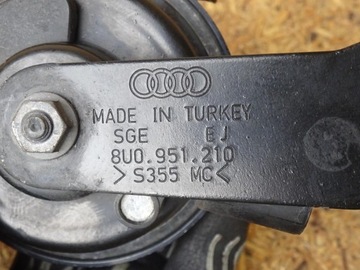 MADE IN TURKEY
SGE EJ
8U0.951.210
>S355 MC<